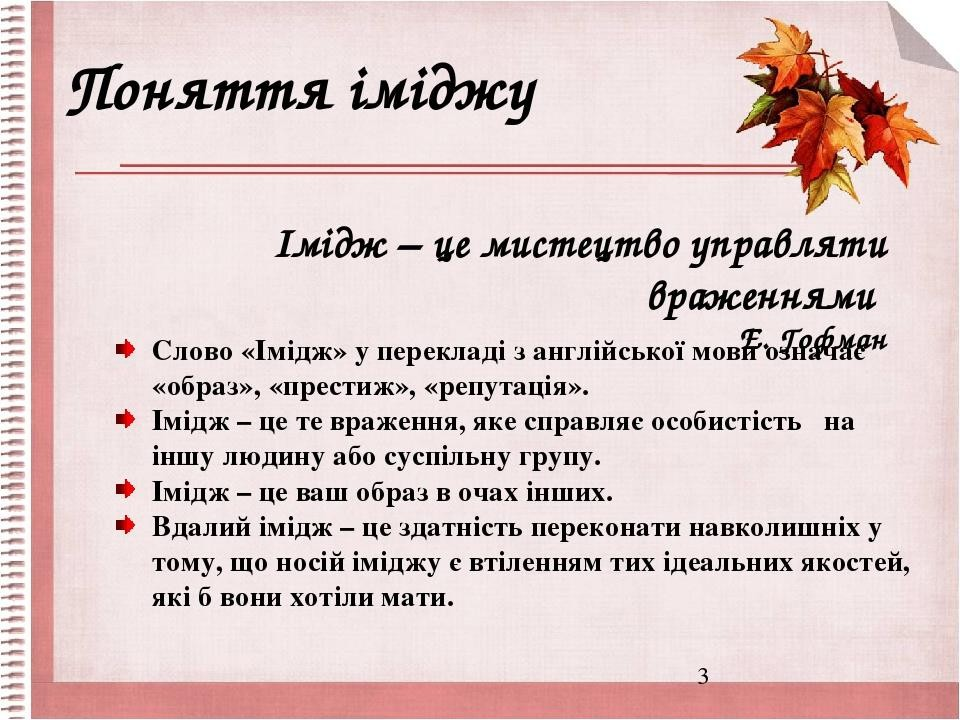 Поняття іміджу
Імідж – це мистецтво управляти
враженнями
Е. Гофман
Слово «Імідж» у перекладі з англійської мови означає
«образ», «престиж», «репутація».
Імідж – це те враження, яке справляє особистість на
іншу людину або суспільну групу.
Імідж – це ваш образ в очах інших.
Вдалий імідж – це здатність переконати навколишніх у
тому, що носій іміджу є втіленням тих ідеальних якостей,
які б вони хотіли мати.
3